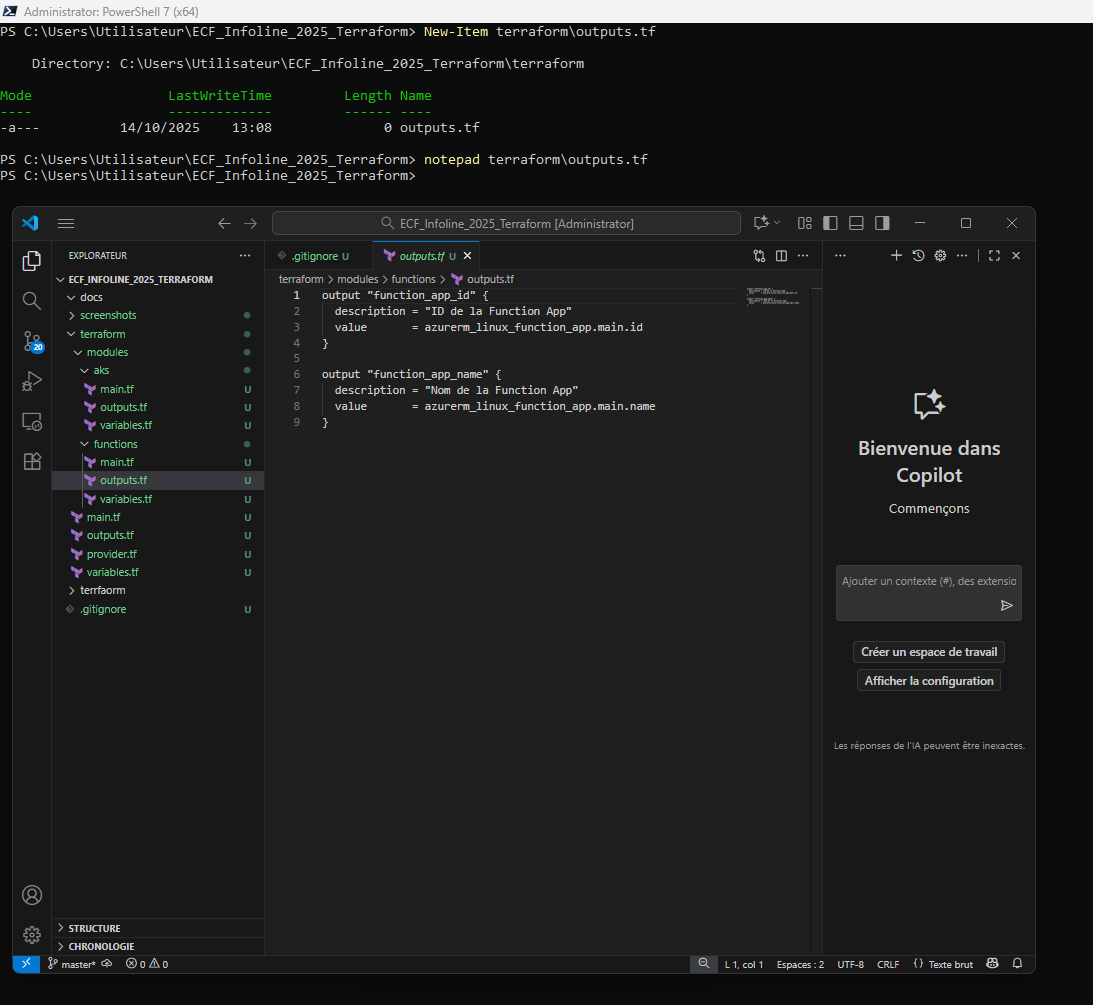 Administrator: PowerShell 7 (x64)
PS C:\Users\Utilisateur\ECF_Infoline_2025_Terraform> New-Item terraform\outputs.tf
Directory: C:\Users\Utilisateur\ECF_Infoline_2025_Terraform\terraform
Mode LastWriteTime Length Name
---- ------------- ------ ----
-a--- 14/10/2025 13:08 0 outputs.tf
PS C:\Users\Utilisateur\ECF_Infoline_2025_Terraform> notepad terraform\outputs.tf
PS C:\Users\Utilisateur\ECF_Infoline_2025_Terraform>
ECF_Infoline_2025_Terraform [Administrator]
EXPLORATEUR ...
ECF_INFOLINE_2025_TERRAFORM
docs
screenshots
terraform
modules
aks
main.tf U
outputs.tf U
variables.tf U
functions
main.tf U
outputs.tf U
variables.tf U
main.tf U
outputs.tf U
provider.tf U
variables.tf U
terrfaorm
.gitignore U
20
STRUCTURE
CHRONOLOGIE
.gitignore U outputs.tf U
terraform > modules > functions > outputs.tf
1 output "function_app_id" {
2 description = "ID de la Function App"
3 value = azurerm_linux_function_app.main.id
4 }
5
6 output "function_app_name" {
7 description = "Nom de la Function App"
8 value = azurerm_linux_function_app.main.name
9 }
Bienvenue dans
Copilot
Commençons
Ajouter un contexte (#), des extensio
Créer un espace de travail
Afficher la configuration
Les réponses de l'IA peuvent être inexactes.
master* 0 0 L 1, col 1 Espaces : 2 UTF-8 CRLF {} Texte brut